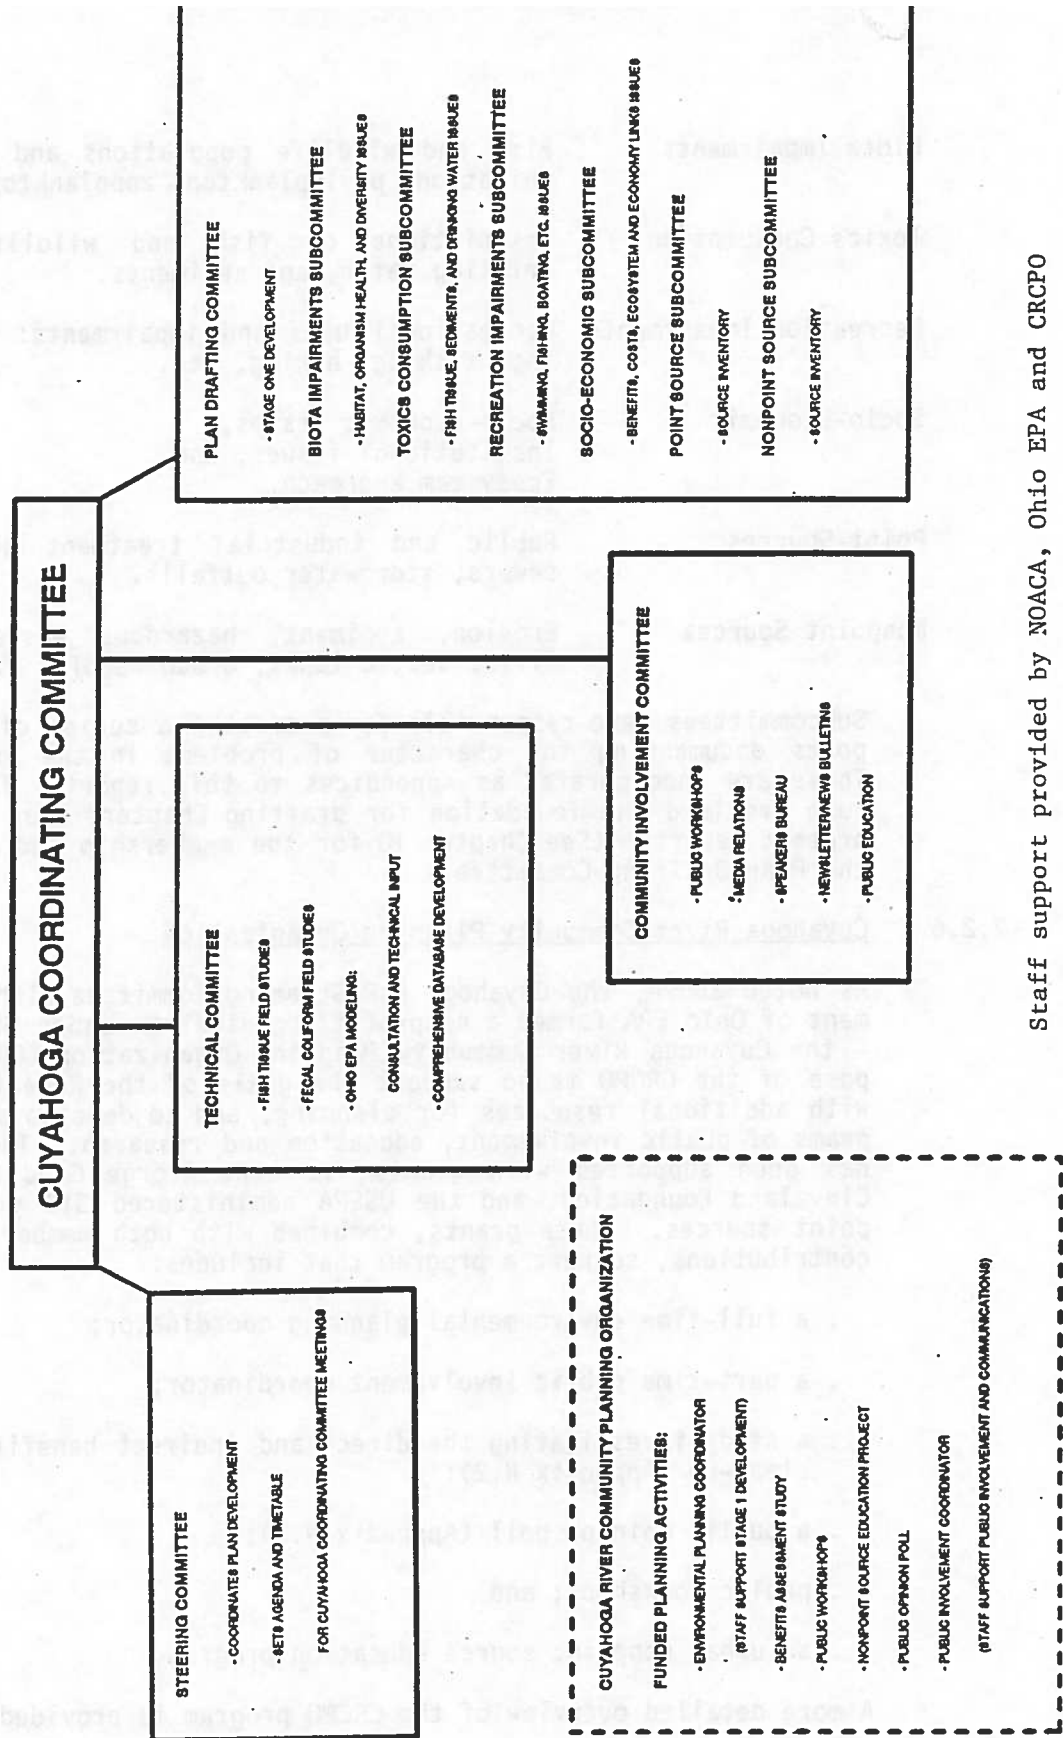 CUYAHOGA COORDINATING COMMITTEE
STEERING COMMITTEE
- COORDINATES PLAN DEVELOPMENT
- SETS AGENDA AND TIMETABLE
FOR CUYAHOGA COORDINATING COMMITTEE MEETINGS
TECHNICAL COMMITTEE
- FISH TISSUE FIELD STUDIES
- FECAL COLIFORM FIELD STUDIES
- OHIO EPA MODELING:
CONSULTATION AND TECHNICAL INPUT
- COMPREHENSIVE DATABASE DEVELOPMENT
PLAN DRAFTING COMMITTEE
- STAGE ONE DEVELOPMENT
BIOTA IMPAIRMENTS SUBCOMMITTEE
- HABITAT, ORGANISM HEALTH, AND DIVERSITY ISSUES
TOXICS CONSUMPTION SUBCOMMITTEE
- FISH TISSUE, SEDIMENTS, AND DRINKING WATER ISSUES
RECREATION IMPAIRMENTS SUBCOMMITTEE
- SWIMMING, FISHING, BOATING, ETC. ISSUES
SOCIO-ECONOMIC SUBCOMMITTEE
- BENEFITS, COSTS, ECOSYSTEM AND ECONOMY LINKS ISSUES
POINT SOURCE SUBCOMMITTEE
- SOURCE INVENTORY
NONPOINT SOURCE SUBCOMMITTEE
- SOURCE INVENTORY
COMMUNITY INVOLVEMENT COMMITTEE
- PUBLIC WORKSHOPS
- MEDIA RELATIONS
- SPEAKERS BUREAU
- NEWSLETTER/NEWS BULLETINS
- PUBLIC EDUCATION
CUYAHOGA RIVER COMMUNITY PLANNING ORGANIZATION
FUNDED PLANNING ACTIVITIES:
- ENVIRONMENTAL PLANNING COORDINATOR
(STAFF SUPPORT STAGE 1 DEVELOPMENT)
- BENEFITS ASSESSMENT STUDY
- PUBLIC WORKSHOPS
- NONPOINT SOURCE EDUCATION PROJECT
- PUBLIC OPINION POLL
- PUBLIC INVOLVEMENT COORDINATOR
(STAFF SUPPORT PUBLIC INVOLVEMENT AND COMMUNICATIONS)
Staff support provided by NOACA, Ohio EPA and CRCPO